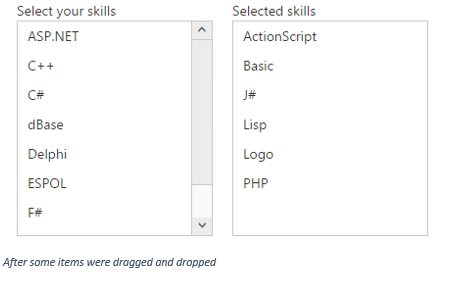 Select your skills
ASP.NET
C++
C#
dBase
Delphi
ESPOL
F#
Selected skills
ActionScript
Basic
J#
Lisp
Logo
PHP
After some items were dragged and dropped